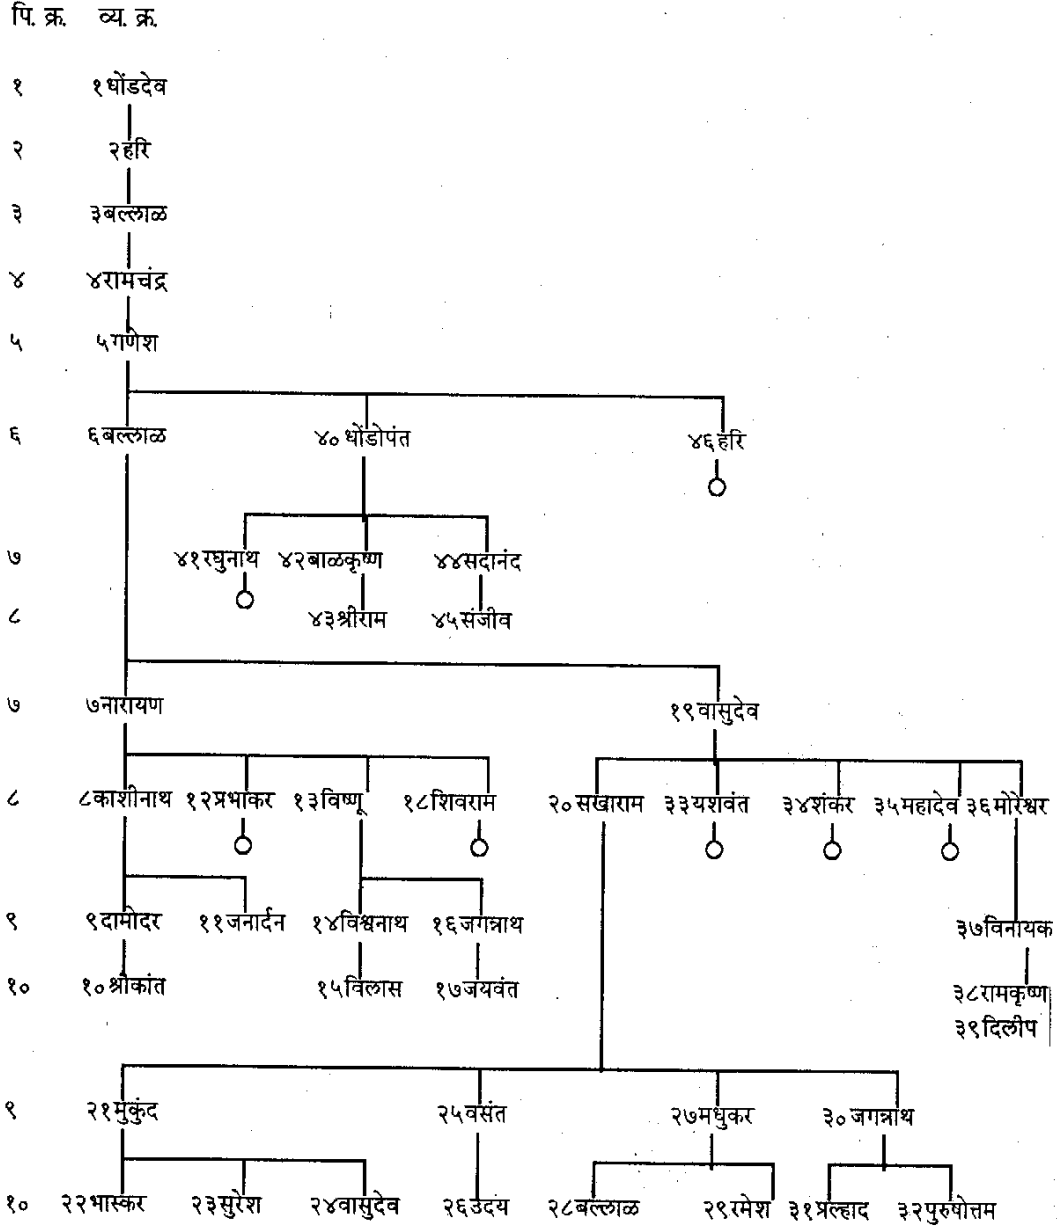 पि. क्र. व्य. क्र.
१ १धोंडदेव
२ २हरि
३ ३बल्लाळ
४ ४रामचंद्र
५ ५गणेश
६ ६बल्लाळ ४०धोंडोपंत ४६हरि
७ ४१रघुनाथ ४२बाळकृष्ण ४४सदानंद
८ ४३श्रीराम ४५संजीव
७ ७नारायण १९वासुदेव
८ ८काशीनाथ १२प्रभाकर १३विष्णू १८शिवराम २०सखाराम ३३यशवंत ३४शंकर ३५महादेव ३६मोरेश्वर
९ ९दामोदर ११जनार्दन १४विश्वनाथ १६जगन्नाथ ३७विनायक
१० १०श्रीकांत १५विलास १७जयवंत ३८रामकृष्ण
३९दिलीप
९ २१मुकुंद २५वसंत २७मधुकर ३०जगन्नाथ
१० २२भास्कर २३सुरेश २४वासुदेव २६उदय २८बल्लाळ २९रमेश ३१प्रल्हाद ३२पुरुषोत्तम